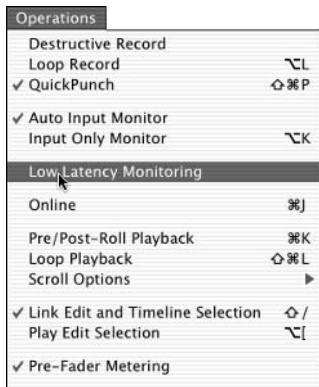 Operations
Destructive Record
Loop Record ⌥L
✓ QuickPunch ⇧⌘P
✓ Auto Input Monitor
Input Only Monitor ⌥K
Low Latency Monitoring
Online ⌘J
Pre/Post-Roll Playback ⌘K
Loop Playback ⇧⌘L
Scroll Options ▶
✓ Link Edit and Timeline Selection ⇧/
Play Edit Selection ⌥[
✓ Pre-Fader Metering